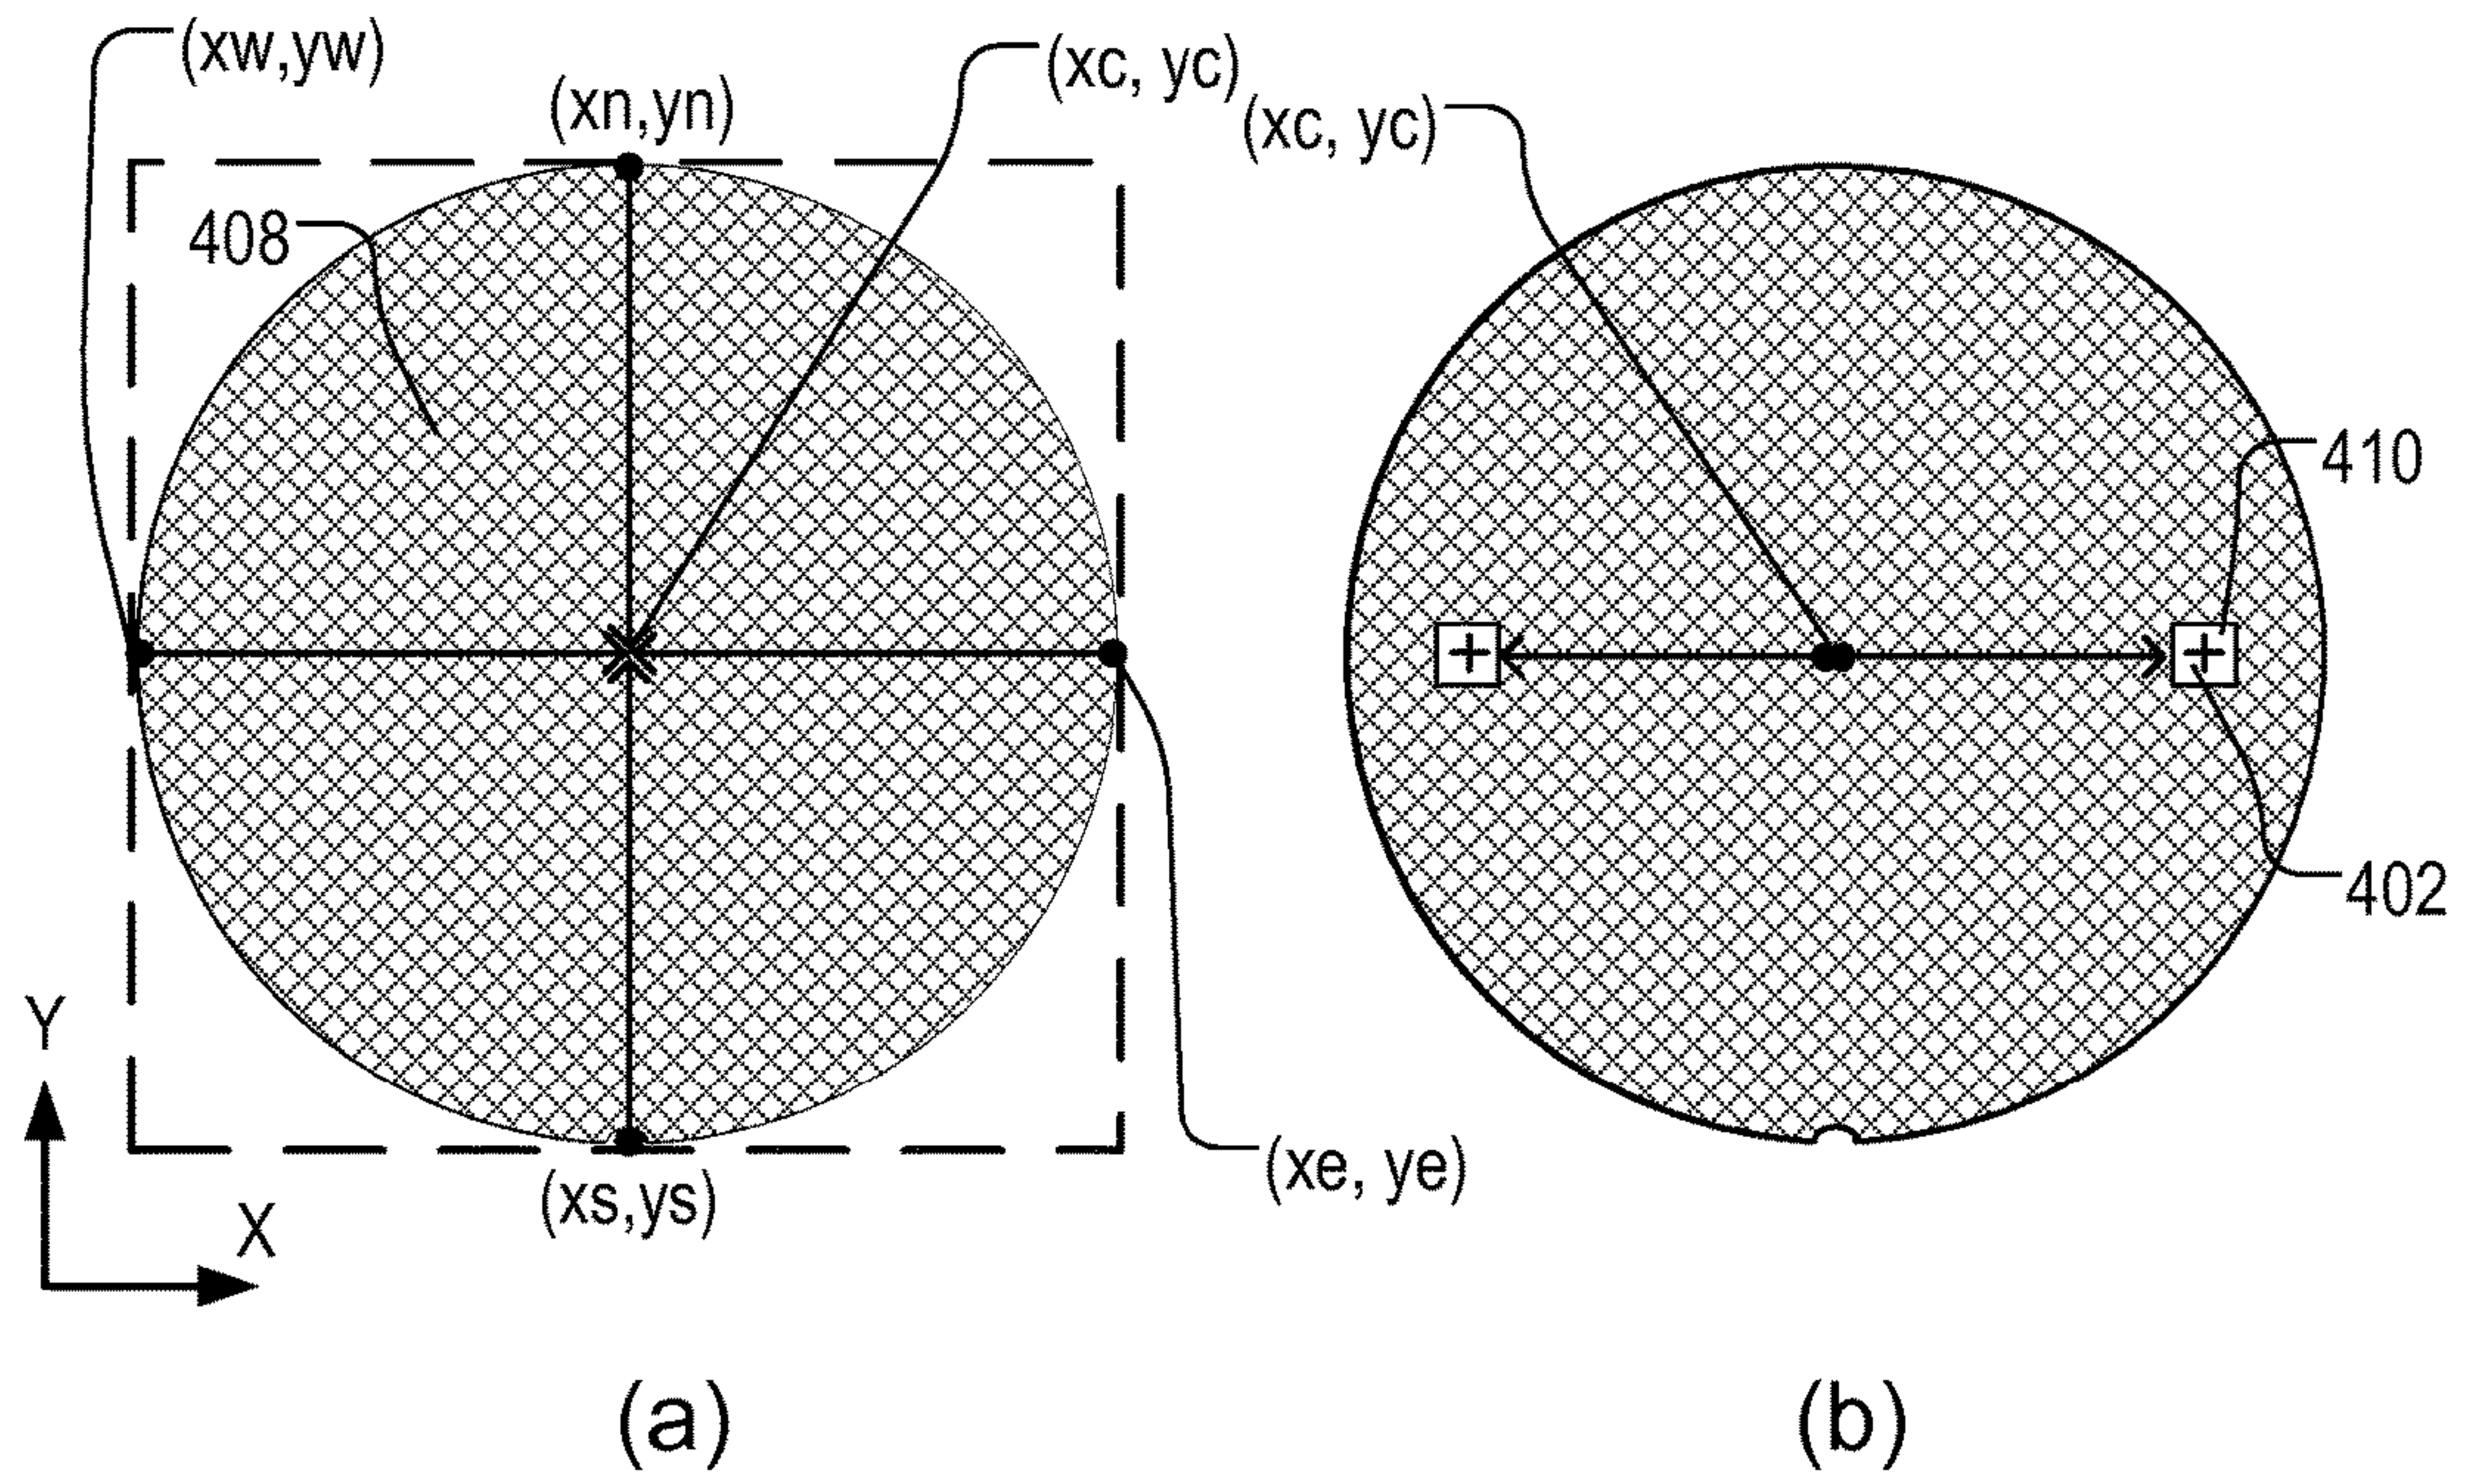 (xw,yw)
(xn,yn)
(xc, yc)
(xc, yc)
408
410
402
Y
X
(xs,ys)
(xe, ye)
(a)
(b)